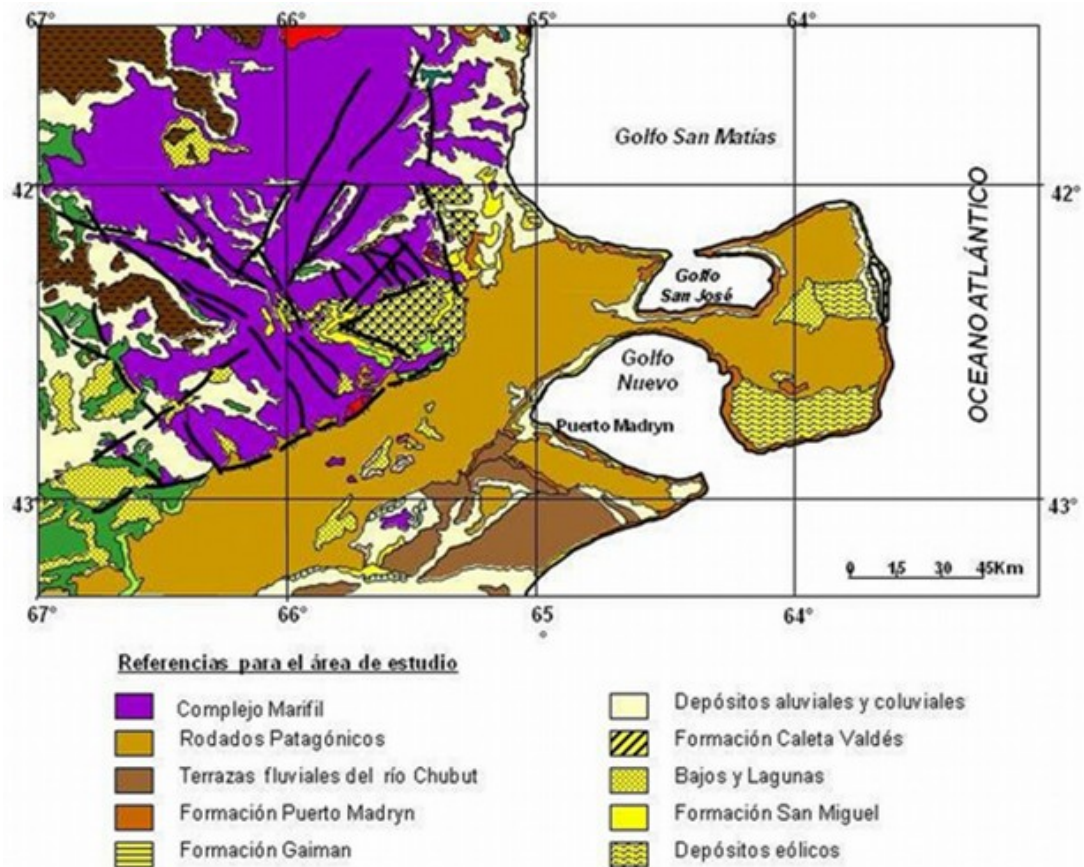 67° 66° 65° 64°
Golfo San Matías
42° 42°
OCEANO ATLÁNTICO
Golfo
San José
Golfo
Nuevo
Puerto Madryn
43° 43°
0 15 30 45Km
67° 66° 65 64°
Referencias para el área de estudio
Complejo Marifil
Rodados Patagónicos
Terrazas fluviales del río Chubut
Formación Puerto Madryn
Formación Gaiman
Depósitos aluviales y coluviales
Formación Caleta Valdés
Bajos y Lagunas
Formación San Miguel
Depósitos eólicos